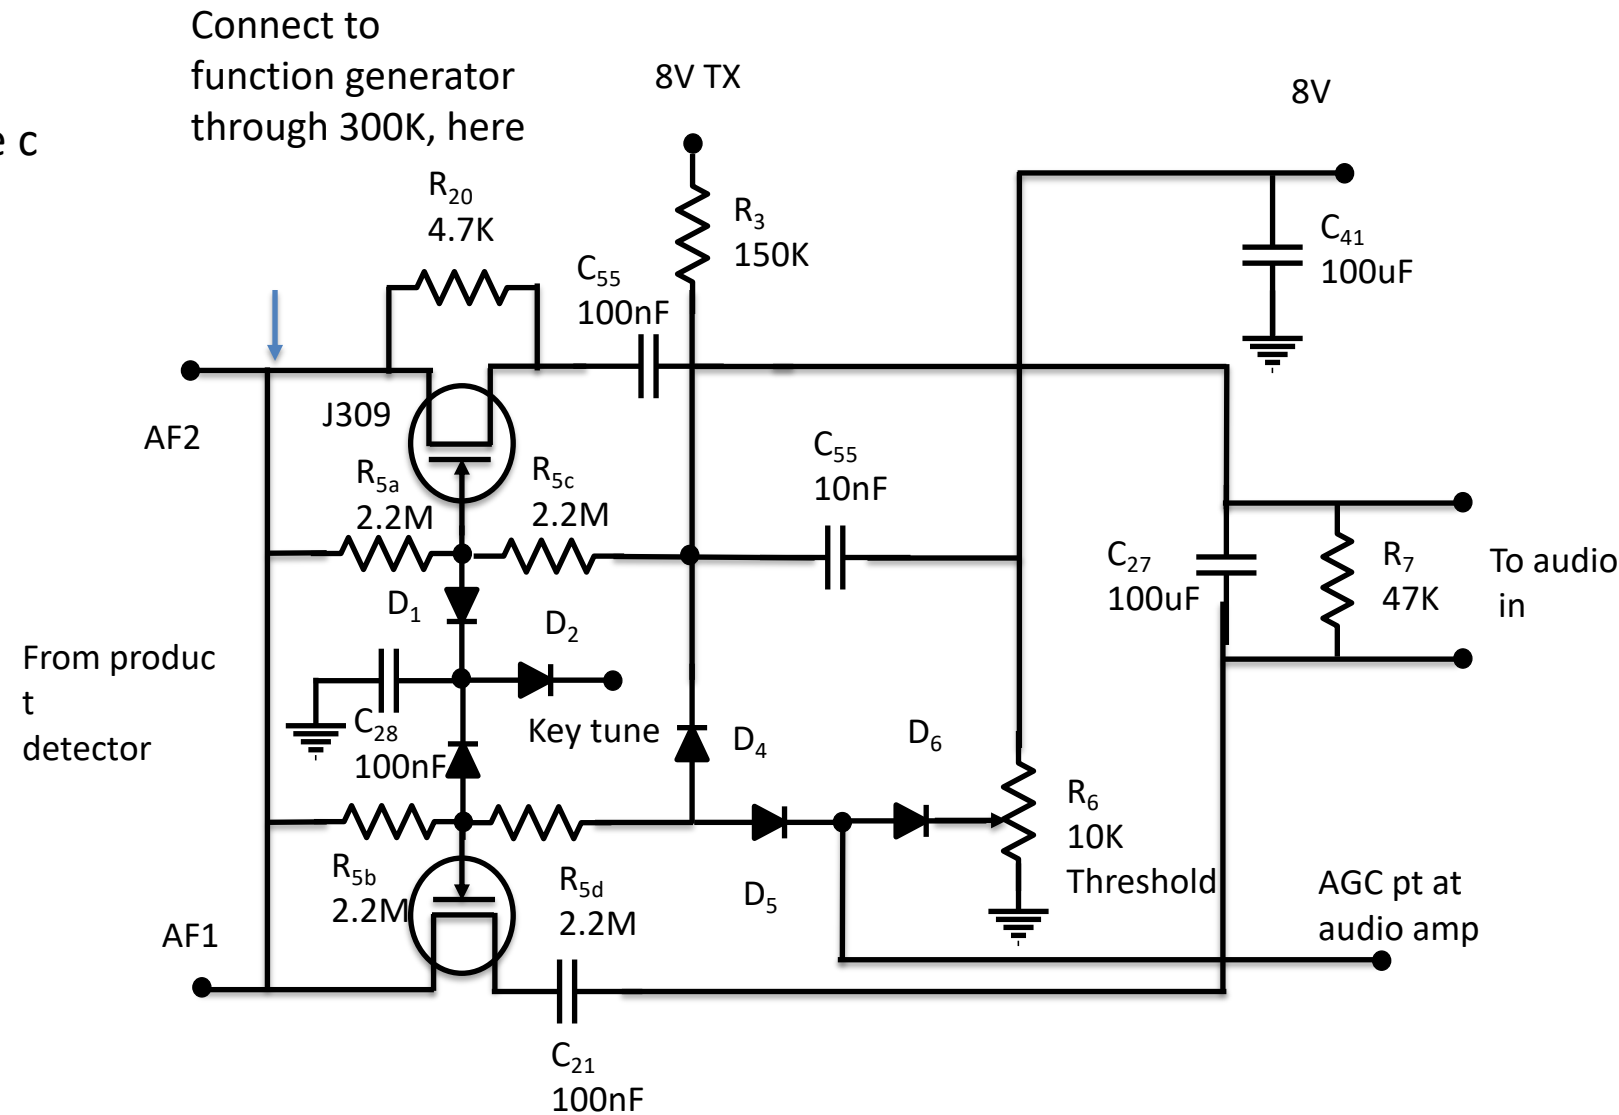 Connect to
function generator
through 300K, here
e c
8V TX
8V
R20
4.7K
R3
150K
C41
100uF
C55
100nF
J309
AF2
C55
10nF
R5a
2.2M
R5c
2.2M
C27
100uF
R7
47K
To audio
in
D1
D2
From produc
t
detector
C28
100nF
Key tune
D4
D6
R6
10K
Threshold
R5b
2.2M
R5d
2.2M
D5
AGC pt at
audio amp
AF1
C21
100nF